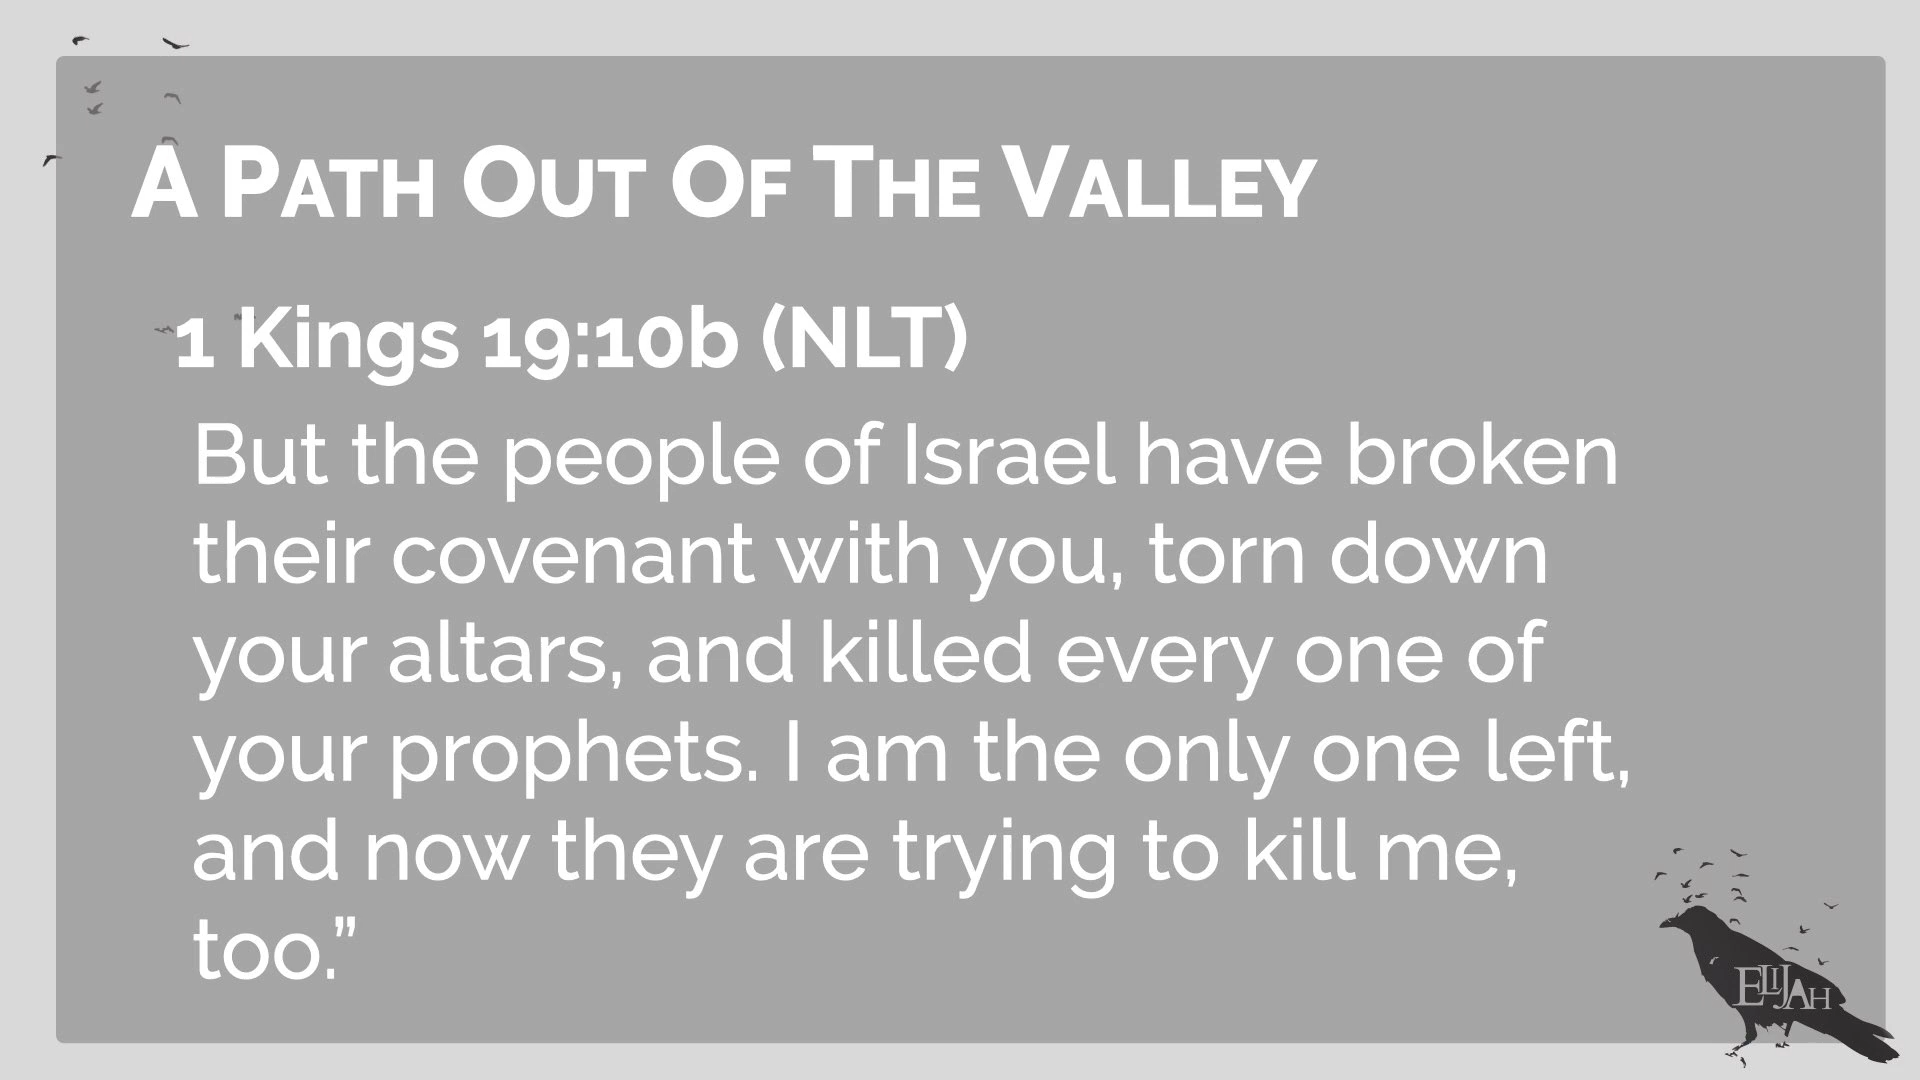 A PATH OUT OF THE VALLEY
1 Kings 19:10b (NLT)
But the people of Israel have broken
their covenant with you, torn down
your altars, and killed every one of
your prophets. I am the only one left,
and now they are trying to kill me,
too.”
ELIJAH